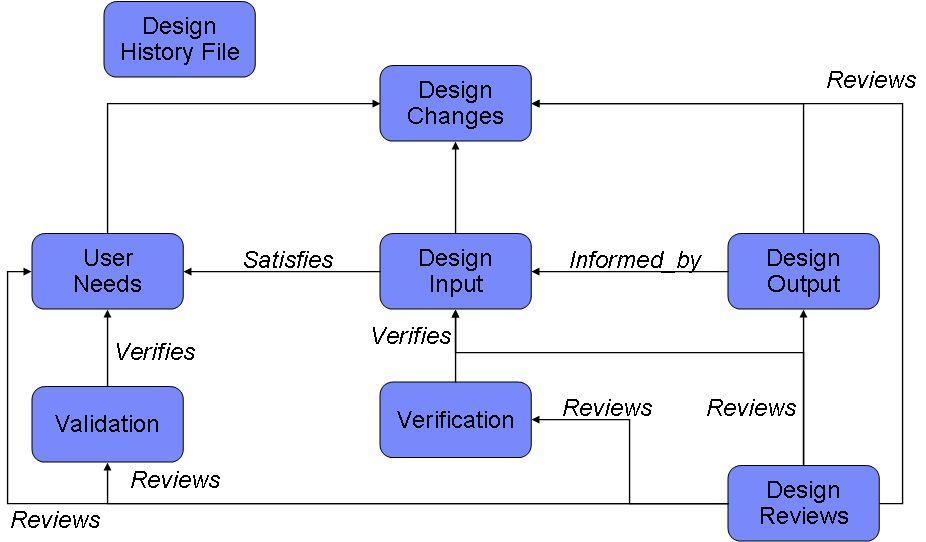 Design
History File
Design
Changes
Reviews
User
Needs
Satisfies
Design
Input
Informed_by
Design
Output
Verifies
Verifies
Validation
Verification
Reviews
Reviews
Reviews
Reviews
Design
Reviews